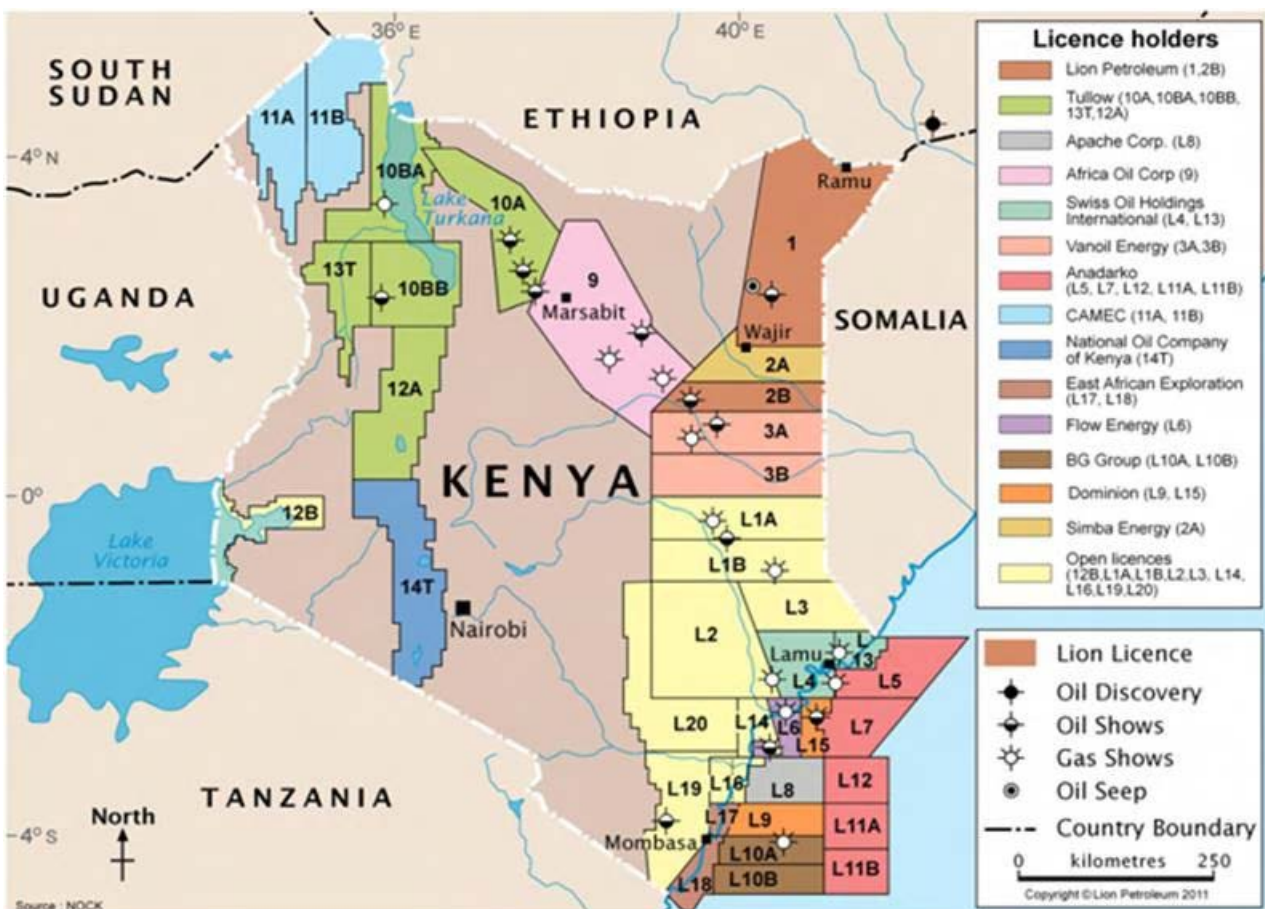 36°E
40°E
SOUTH
SUDAN
ETHIOPIA
11A
11B
4°N
10BA
Lake
Turkana
10A
Ramu
1
13T
10BB
9
Marsabit
UGANDA
SOMALIA
Wajir
2A
12A
2B
3A
KENYA
3B
0°
12B
L1A
Lake
Victoria
L1B
14T
L3
Nairobi
L2
Lamu
L
13
L4
L5
L20
L14
L6
L15
L7
TANZANIA
L19
L16
L8
L12
North
L17
L9
L11A
4°S
Mombasa
L10A
L10B
L11B
L18
Source : NOCK
Licence holders
Lion Petroleum (1,2B)
Tullow (10A,10BA,10BB,
13T,12A)
Apache Corp. (L8)
Africa Oil Corp (9)
Swiss Oil Holdings
International (L4, L13)
Vanoil Energy (3A,3B)
Anadarko
(L5, L7, L12, L11A, L11B)
CAMEC (11A, 11B)
National Oil Company
of Kenya (14T)
East African Exploration
(L17, L18)
Flow Energy (L6)
BG Group (L10A, L10B)
Dominion (L9, L15)
Simba Energy (2A)
Open licences
(12B,L1A,L1B,L2,L3, L14,
L16,L19,L20)
Lion Licence
Oil Discovery
Oil Shows
Gas Shows
Oil Seep
Country Boundary
0 kilometres 250
Copyright ©Lion Petroleum 2011